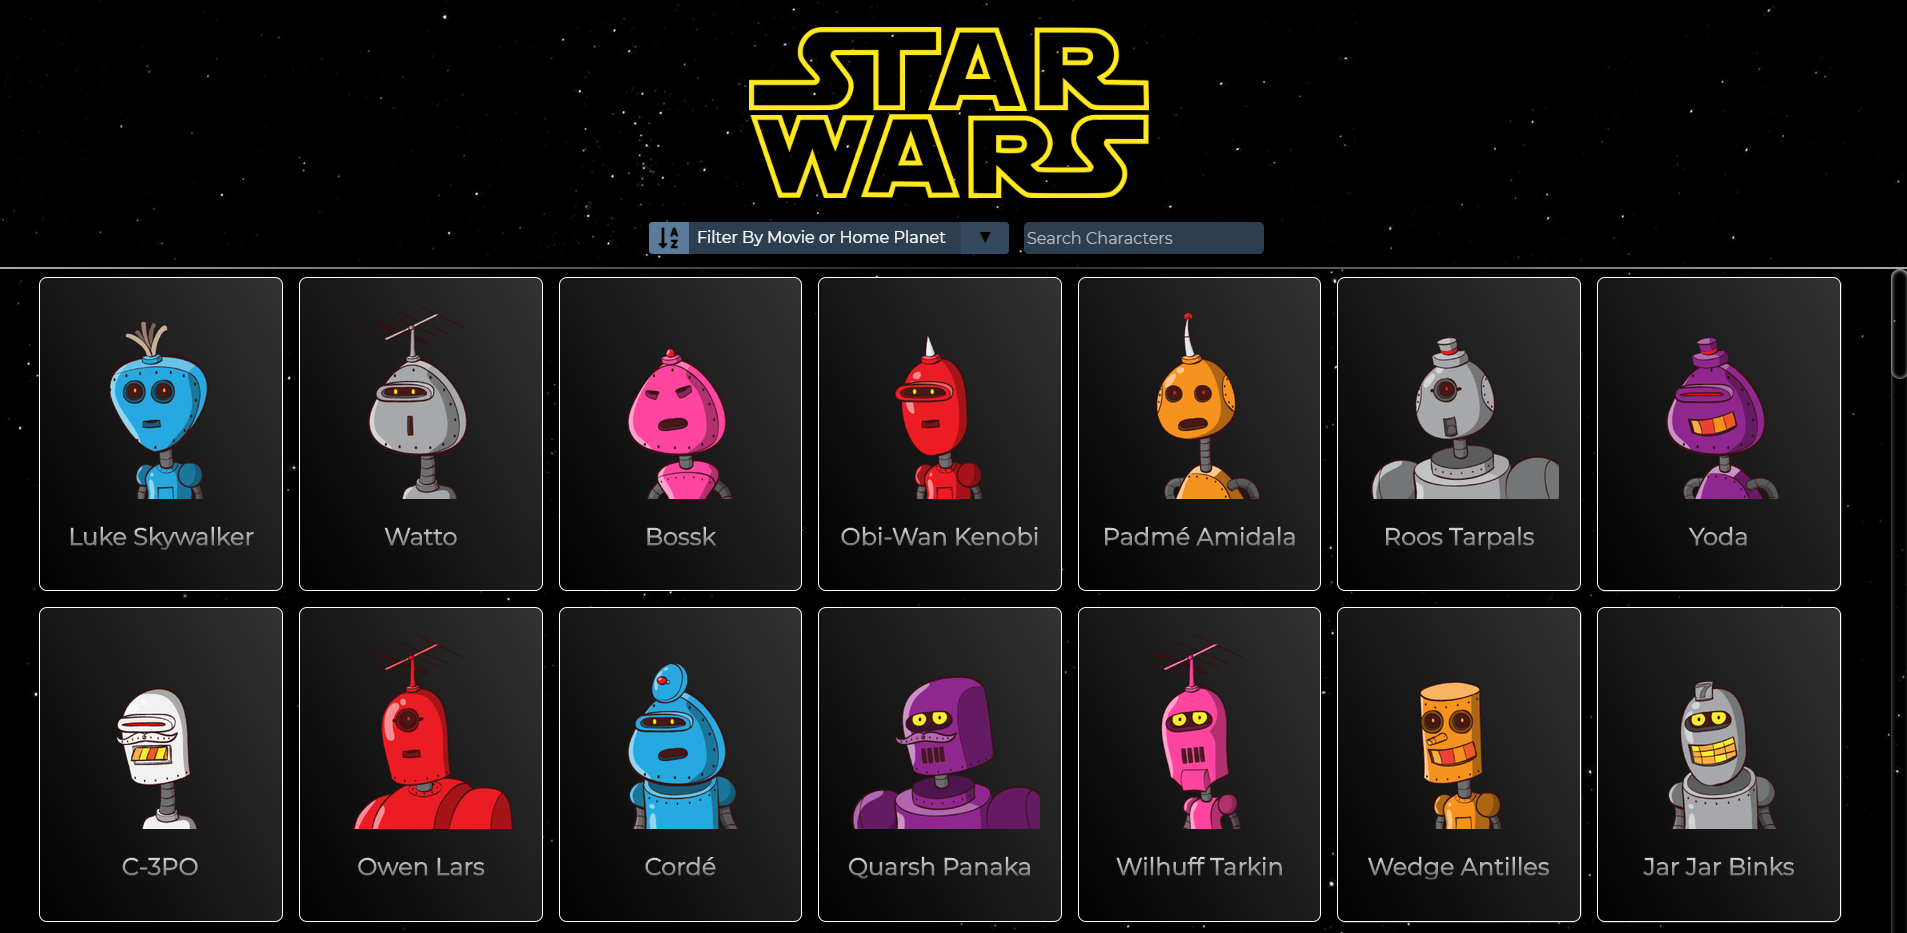 STAR
WARS
A
Z
Filter By Movie or Home Planet
Search Characters
Luke Skywalker
Watto
Bossk
Obi-Wan Kenobi
Padmé Amidala
Roos Tarpals
Yoda
C-3PO
Owen Lars
Cordé
Quarsh Panaka
Wilhuff Tarkin
Wedge Antilles
Jar Jar Binks